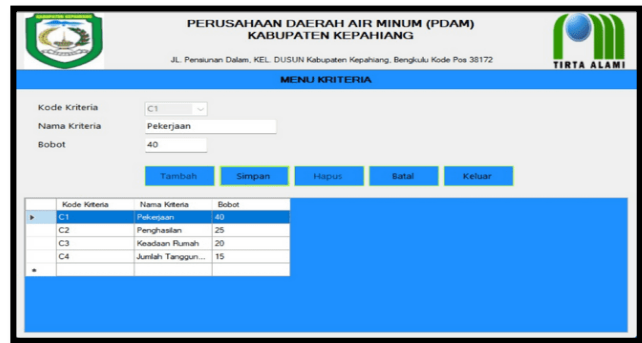 PERUSAHAAN DAERAH AIR MINUM (PDAM)
KABUPATEN KEPAHIANG
JL. Pensiunan Dalam, KEL. DUSUN Kabupaten Kepahiang, Bengkulu Kode Pos 38172
TIRTA ALAMI
MENU KRITERIA
Kode Kriteria C1
Nama Kriteria Pekerjaan
Bobot 40
Tambah Simpan Hapus Batal Keluar
Kode Kriteria Nama Kriteria Bobot
C1 Pekerjaan 40
C2 Penghasilan 25
C3 Keadaan Rumah 20
C4 Jumlah Tanggun... 15